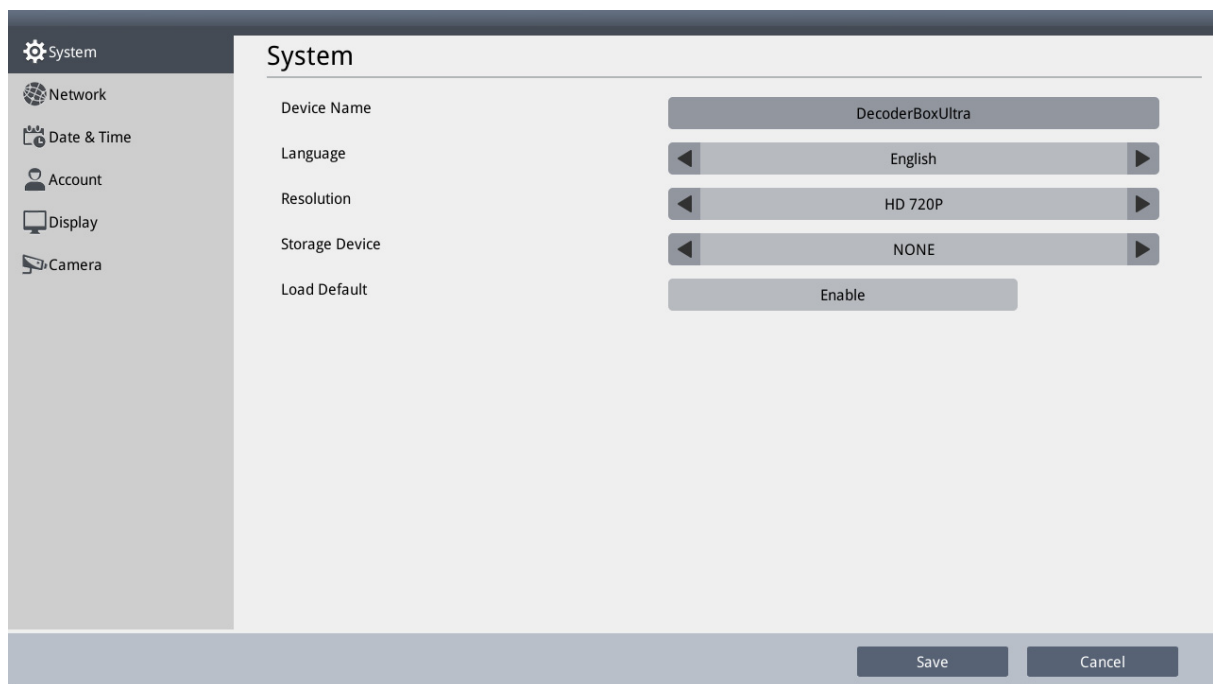 System
Network
Date & Time
Account
Display
Camera
System
Device Name DecoderBoxUltra
Language English
Resolution HD 720P
Storage Device NONE
Load Default Enable
Save Cancel